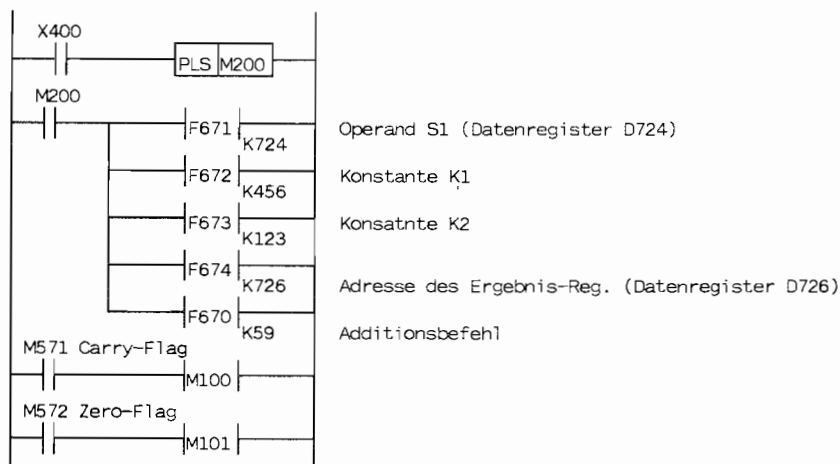 X400
PLS M200
M200
F671 K724 Operand S1 (Datenregister D724)
F672 K456 Konstante K1
F673 K123 Konsatnte K2
F674 K726 Adresse des Ergebnis-Reg. (Datenregister D726)
F670 K59 Additionsbefehl
M571 Carry-Flag
M100
M572 Zero-Flag
M101